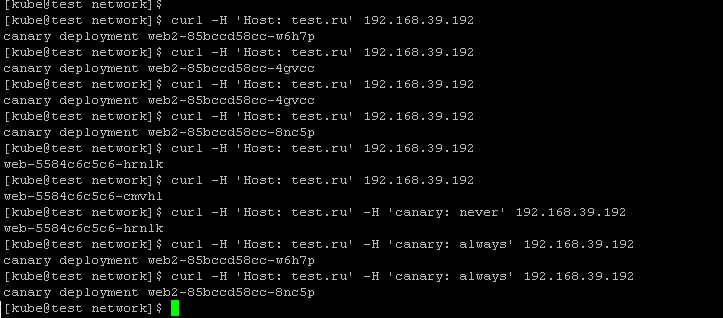 [kube@test network]$
[kube@test network]$ curl -H 'Host: test.ru' 192.168.39.192
canary deployment web2-85bccd58cc-w6h7p
[kube@test network]$ curl -H 'Host: test.ru' 192.168.39.192
canary deployment web2-85bccd58cc-4gvcc
[kube@test network]$ curl -H 'Host: test.ru' 192.168.39.192
canary deployment web2-85bccd58cc-4gvcc
[kube@test network]$ curl -H 'Host: test.ru' 192.168.39.192
canary deployment web2-85bccd58cc-8nc5p
[kube@test network]$ curl -H 'Host: test.ru' 192.168.39.192
web-5584c6c5c6-hrnlk
[kube@test network]$ curl -H 'Host: test.ru' 192.168.39.192
web-5584c6c5c6-cmvhl
[kube@test network]$ curl -H 'Host: test.ru' -H 'canary: never' 192.168.39.192
web-5584c6c5c6-hrnlk
[kube@test network]$ curl -H 'Host: test.ru' -H 'canary: always' 192.168.39.192
canary deployment web2-85bccd58cc-w6h7p
[kube@test network]$ curl -H 'Host: test.ru' -H 'canary: always' 192.168.39.192
canary deployment web2-85bccd58cc-8nc5p
[kube@test network]$